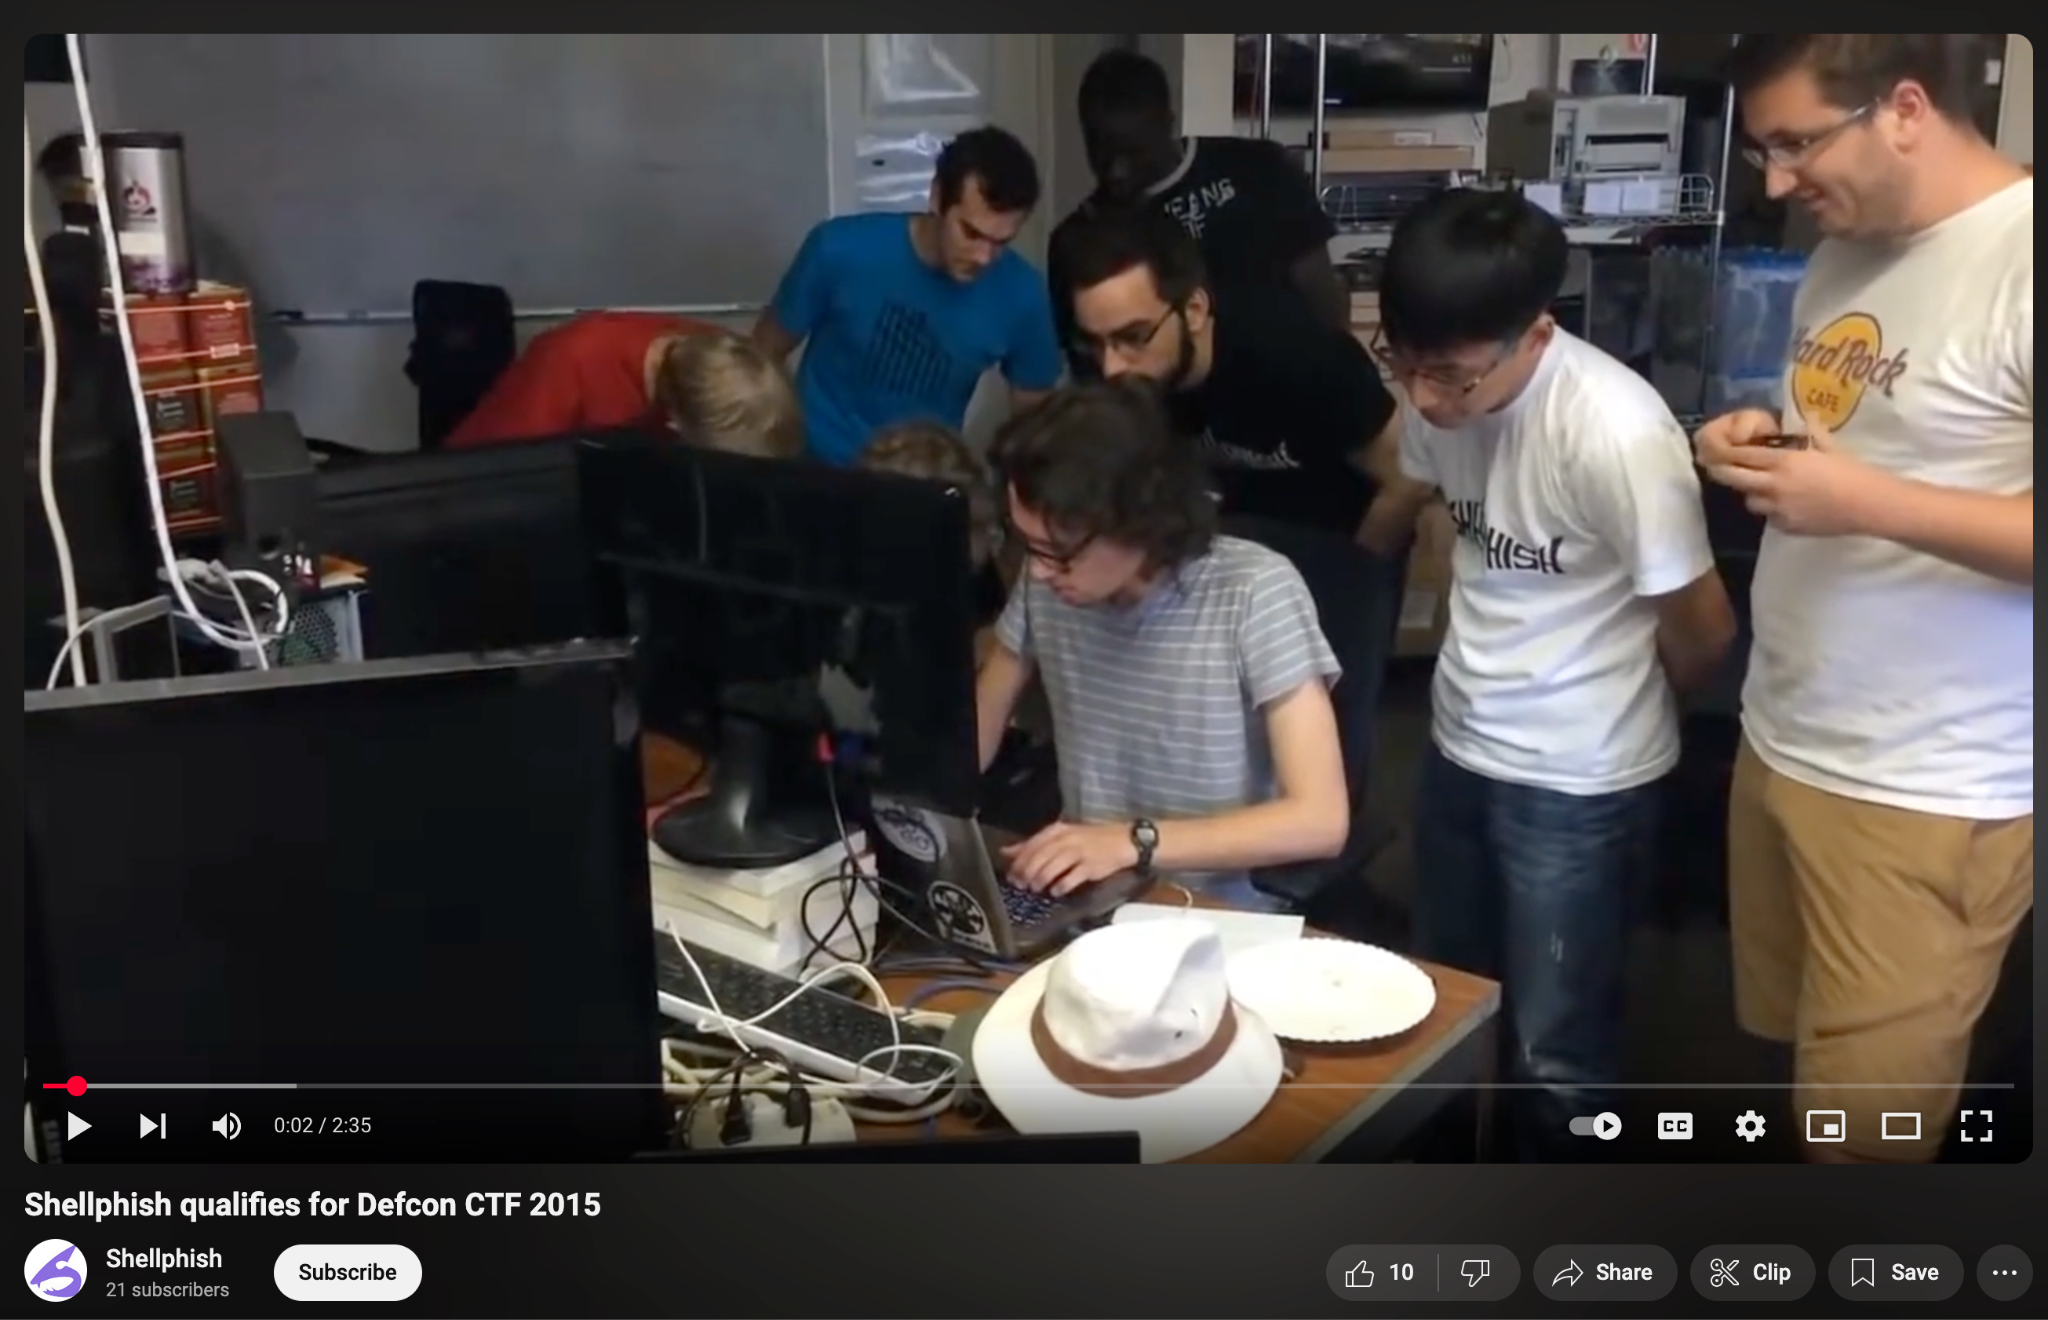 Hard Rock
CAFE
0:02 / 2:35
CC
Shellphish qualifies for Defcon CTF 2015
Shellphish
21 subscribers
Subscribe
10
Share
Clip
Save